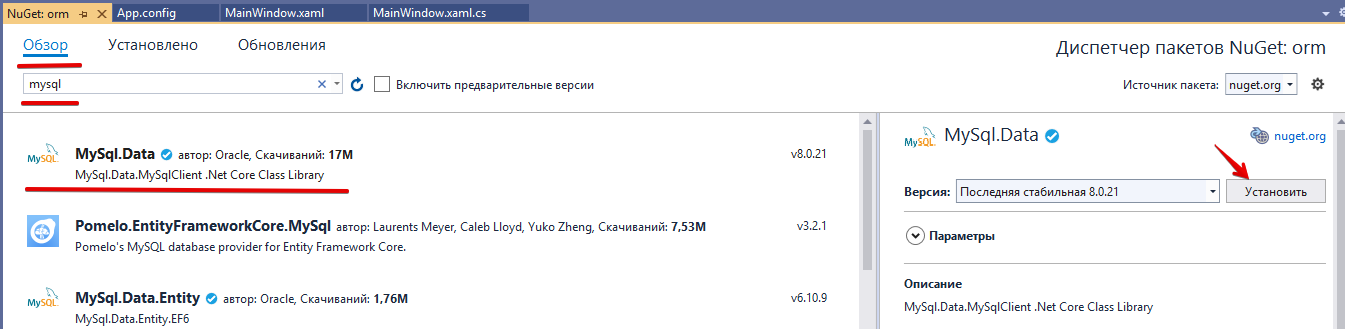 NuGet: orm App.config MainWindow.xaml MainWindow.xaml.cs
Обзор Установлено Обновления Диспетчер пакетов NuGet: orm
mysql Включить предварительные версии Источник пакета: nuget.org
MySQL MySql.Data автор: Oracle, Скачиваний: 17M v8.0.21
MySql.Data.MySqlClient .Net Core Class Library
Pomelo.EntityFrameworkCore.MySql автор: Laurents Meyer, Caleb Lloyd, Yuko Zheng, Скачиваний: 7,53M v3.2.1
Pomelo's MySQL database provider for Entity Framework Core.
MySQL MySql.Data.Entity автор: Oracle, Скачиваний: 1,76M v6.10.9
MySql.Data.Entity.EF6
MySQL MySql.Data nuget.org
Версия: Последняя стабильная 8.0.21 Установить
Параметры
Описание
MySql.Data.MySqlClient .Net Core Class Library